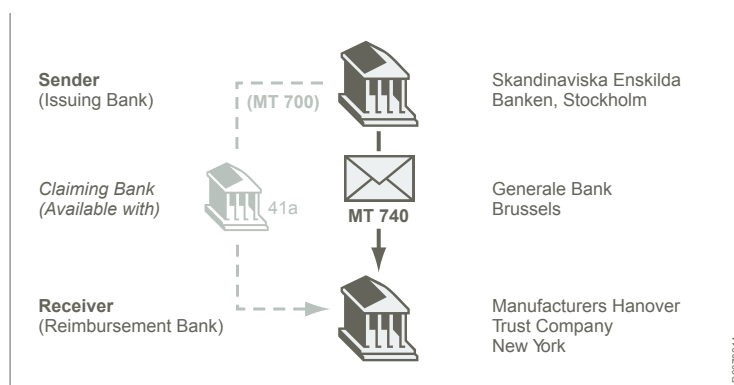 Sender
(Issuing Bank)
(MT 700)
Skandinaviska Enskilda
Banken, Stockholm
Claiming Bank
(Available with)
41a
MT 740
Generale Bank
Brussels
Receiver
(Reimbursement Bank)
Manufacturers Hanover
Trust Company
New York